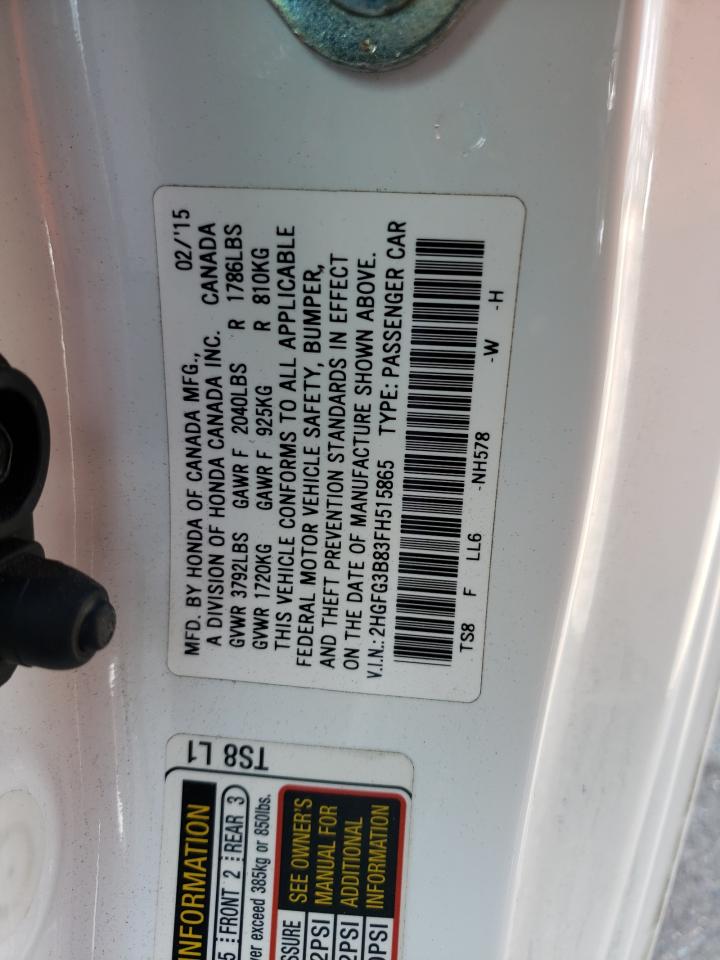 MFD. BY HONDA OF CANADA MFG., 02/'15
A DIVISION OF HONDA CANADA INC. CANADA
GVWR 3792LBS GAWR F 2040LBS R 1786LBS
GVWR 1720KG GAWR F 925KG R 810KG
THIS VEHICLE CONFORMS TO ALL APPLICABLE
FEDERAL MOTOR VEHICLE SAFETY, BUMPER,
AND THEFT PREVENTION STANDARDS IN EFFECT
ON THE DATE OF MANUFACTURE SHOWN ABOVE.
V.I.N.: 2HGFG3B83FH515865 TYPE: PASSENGER CAR
TS8 F LL6 -NH578 -W -H
TS8 L1
INFORMATION
5 FRONT 2 REAR 3
exceed 385kg or 850lbs.
SEE OWNER'S
MANUAL FOR
ADDITIONAL
INFORMATION